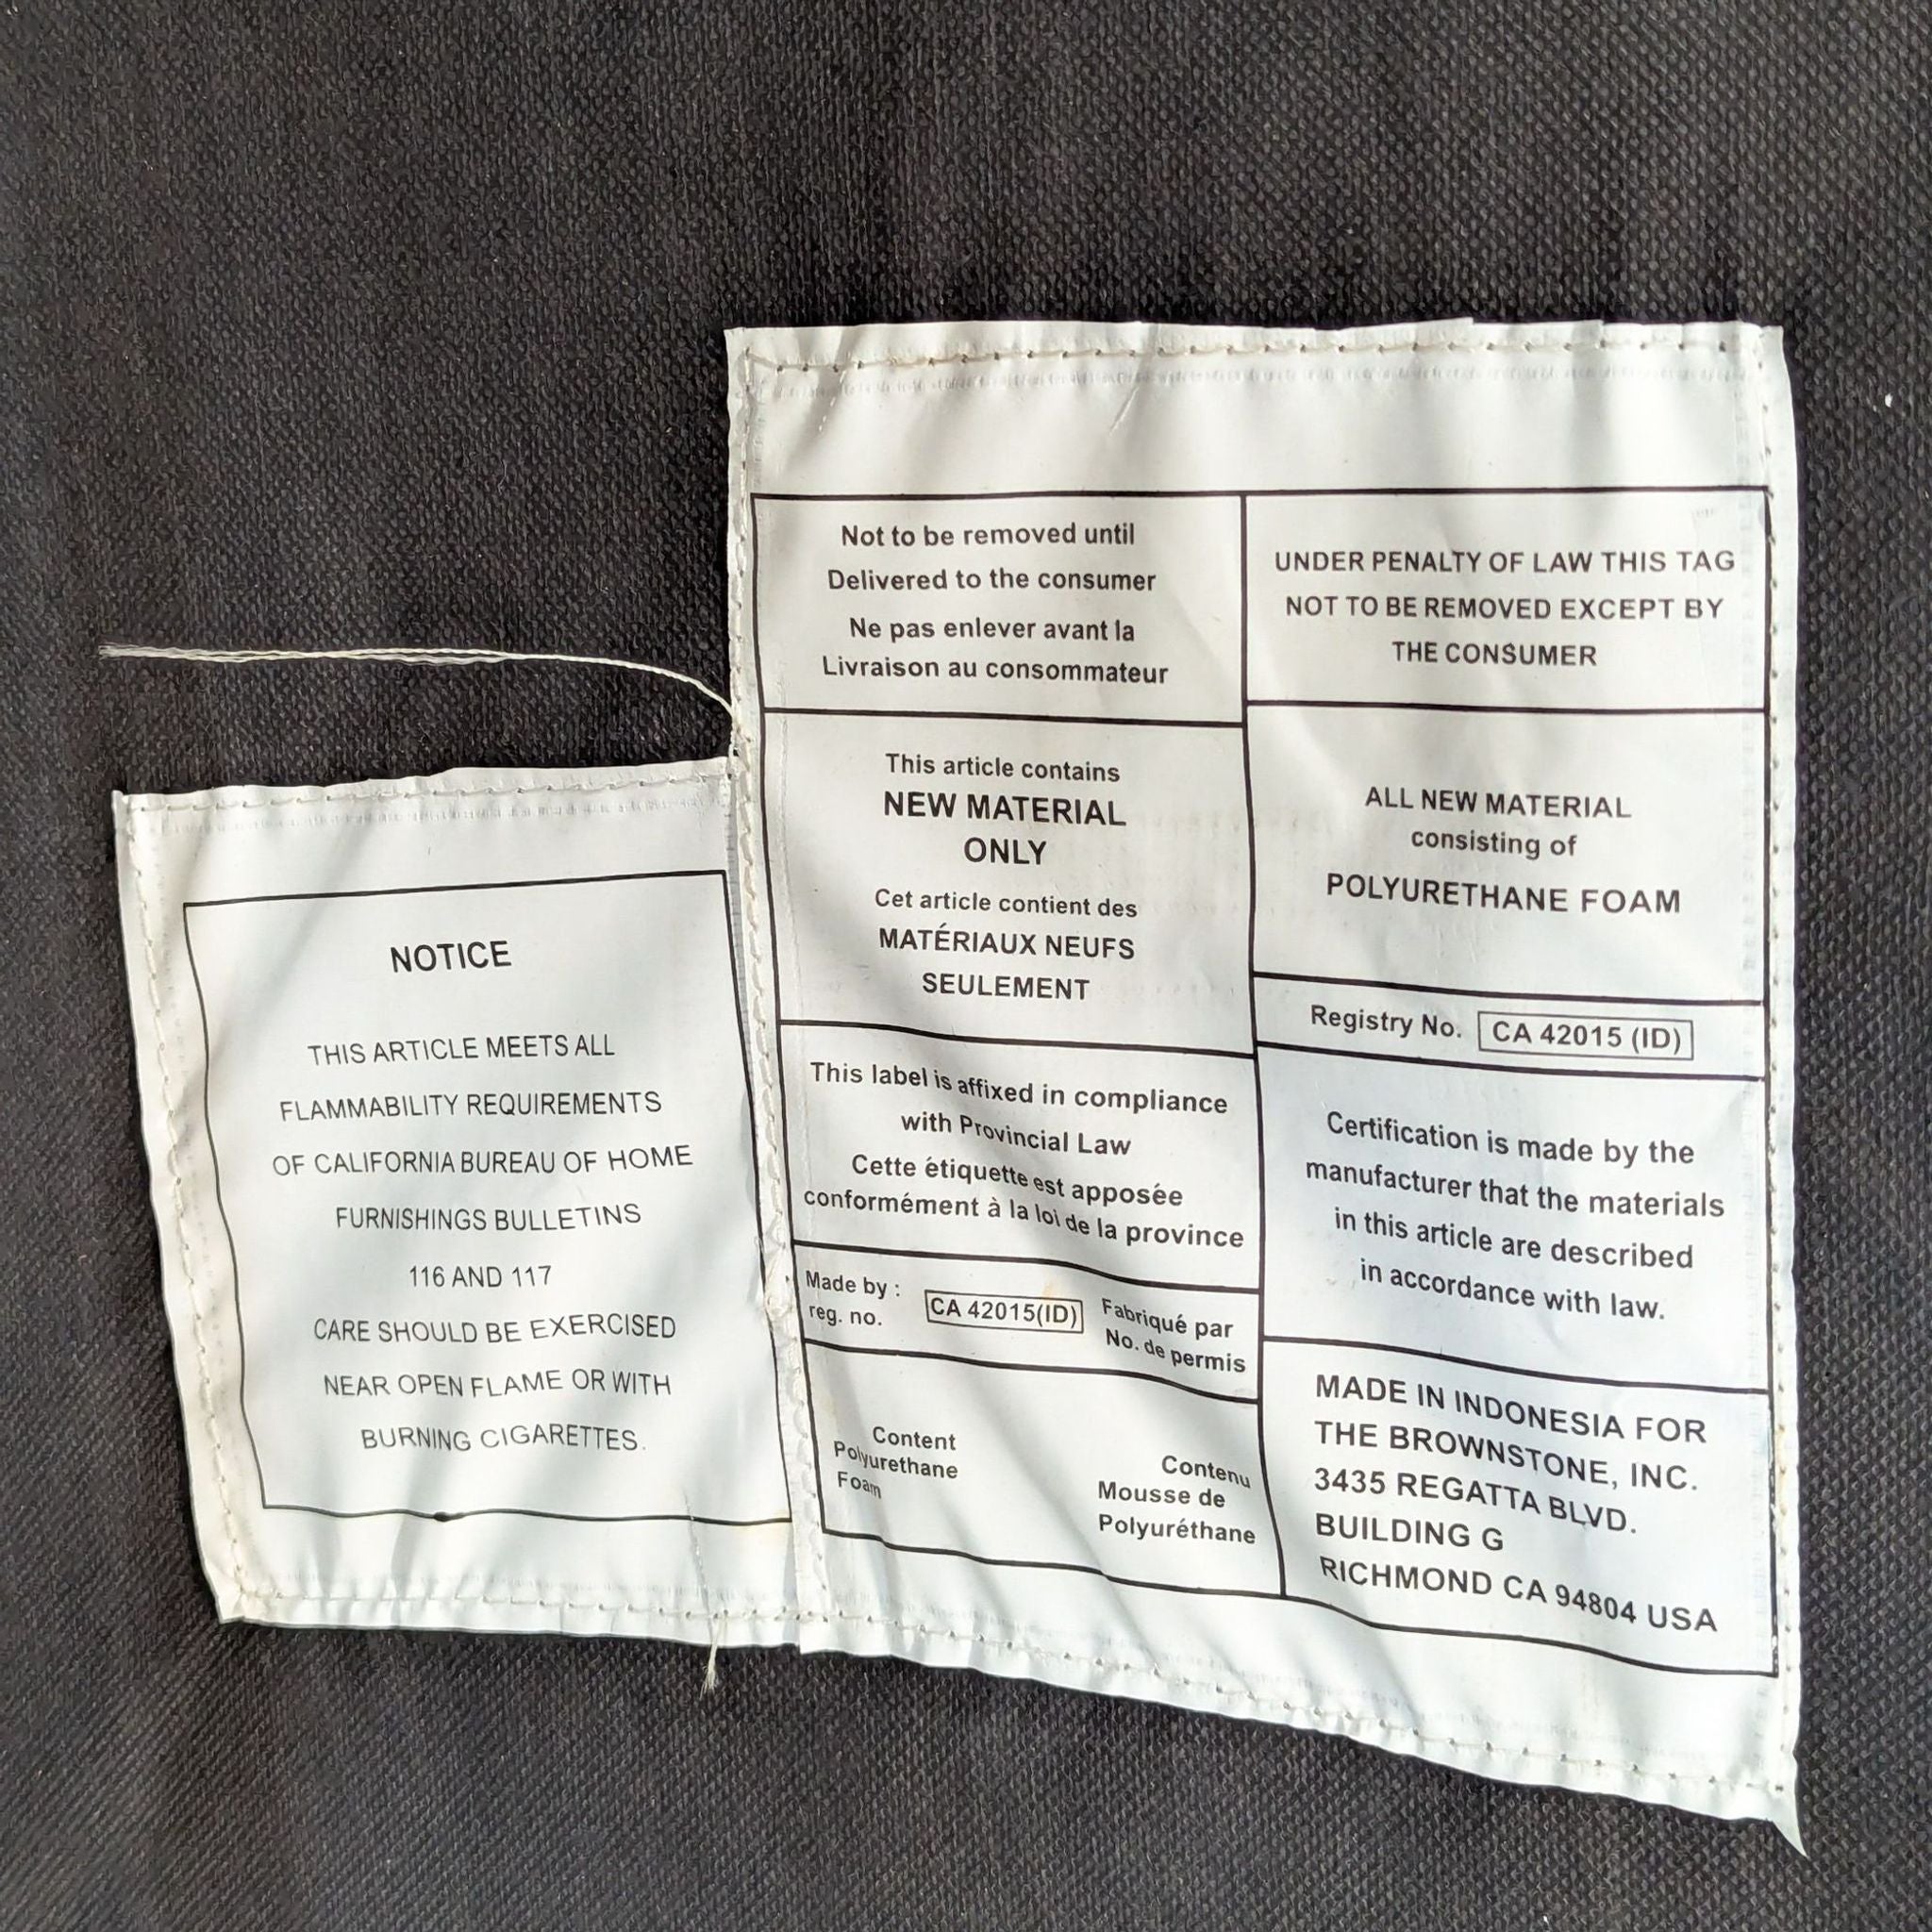 NOTICE
THIS ARTICLE MEETS ALL
FLAMMABILITY REQUIREMENTS
OF CALIFORNIA BUREAU OF HOME
FURNISHINGS BULLETINS
116 AND 117
CARE SHOULD BE EXERCISED
NEAR OPEN FLAME OR WITH
BURNING CIGARETTES.
Not to be removed until
Delivered to the consumer
Ne pas enlever avant la
Livraison au consommateur
This article contains
NEW MATERIAL
ONLY
Cet article contient des
MATÉRIAUX NEUFS
SEULEMENT
This label is affixed in compliance
with Provincial Law
Cette étiquette est apposée
conformément à la loi de la province
Made by :
reg. no.
CA 42015(ID)
Fabriqué par
No. de permis
Content
Polyurethane
Foam
Contenu
Mousse de
Polyuréthane
UNDER PENALTY OF LAW THIS TAG
NOT TO BE REMOVED EXCEPT BY
THE CONSUMER
ALL NEW MATERIAL
consisting of
POLYURETHANE FOAM
Registry No. CA 42015 (ID)
Certification is made by the
manufacturer that the materials
in this article are described
in accordance with law.
MADE IN INDONESIA FOR
THE BROWNSTONE, INC.
3435 REGATTA BLVD.
BUILDING G
RICHMOND CA 94804 USA